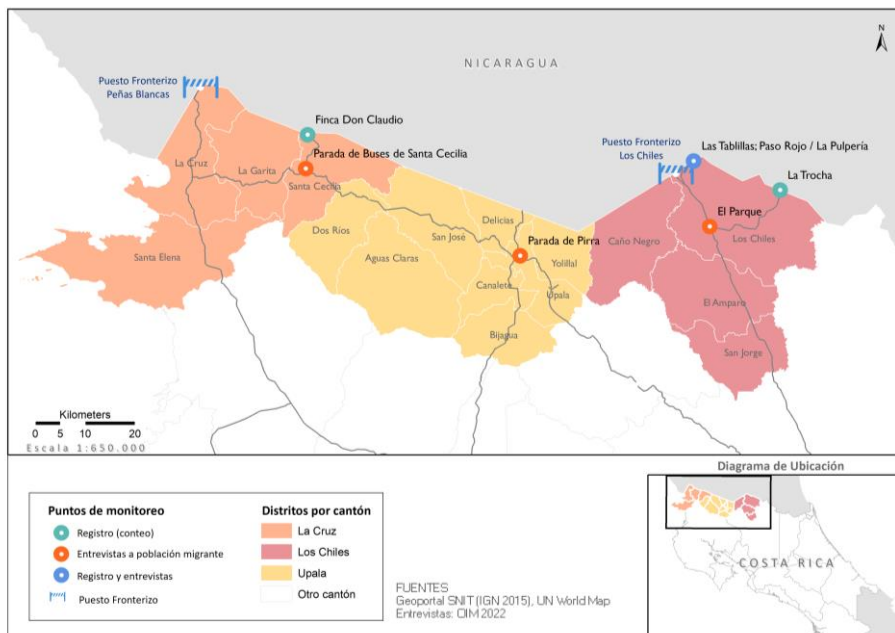 N
NICARAGUA
Puesto Fronterizo
Peñas Blancas
Finca Don Claudio
Parada de Buses de Santa Cecilia
La Cruz
La Garita
Santa Cecilia
Santa Elena
Dos Ríos
Aguas Claras
San José
Delicias
Parada de Pirra
Yolillal
Canalete
Upala
Bijagua
Puesto Fronterizo
Los Chiles
Las Tablillas; Paso Rojo / La Pulpería
La Trocha
El Parque
Caño Negro
Los Chiles
El Amparo
San Jorge
Kilometers
0 5 10 20
Escala 1:650.000
Diagrama de Ubicación
COSTA RICA
Puntos de monitoreo
Registro (conteo)
Entrevistas a población migrante
Registro y entrevistas
Puesto Fronterizo
Distritos por cantón
La Cruz
Los Chiles
Upala
Otro cantón
FUENTES
Geoportal SNIT (IGN 2015), UN World Map
Entrevistas: OIM 2022